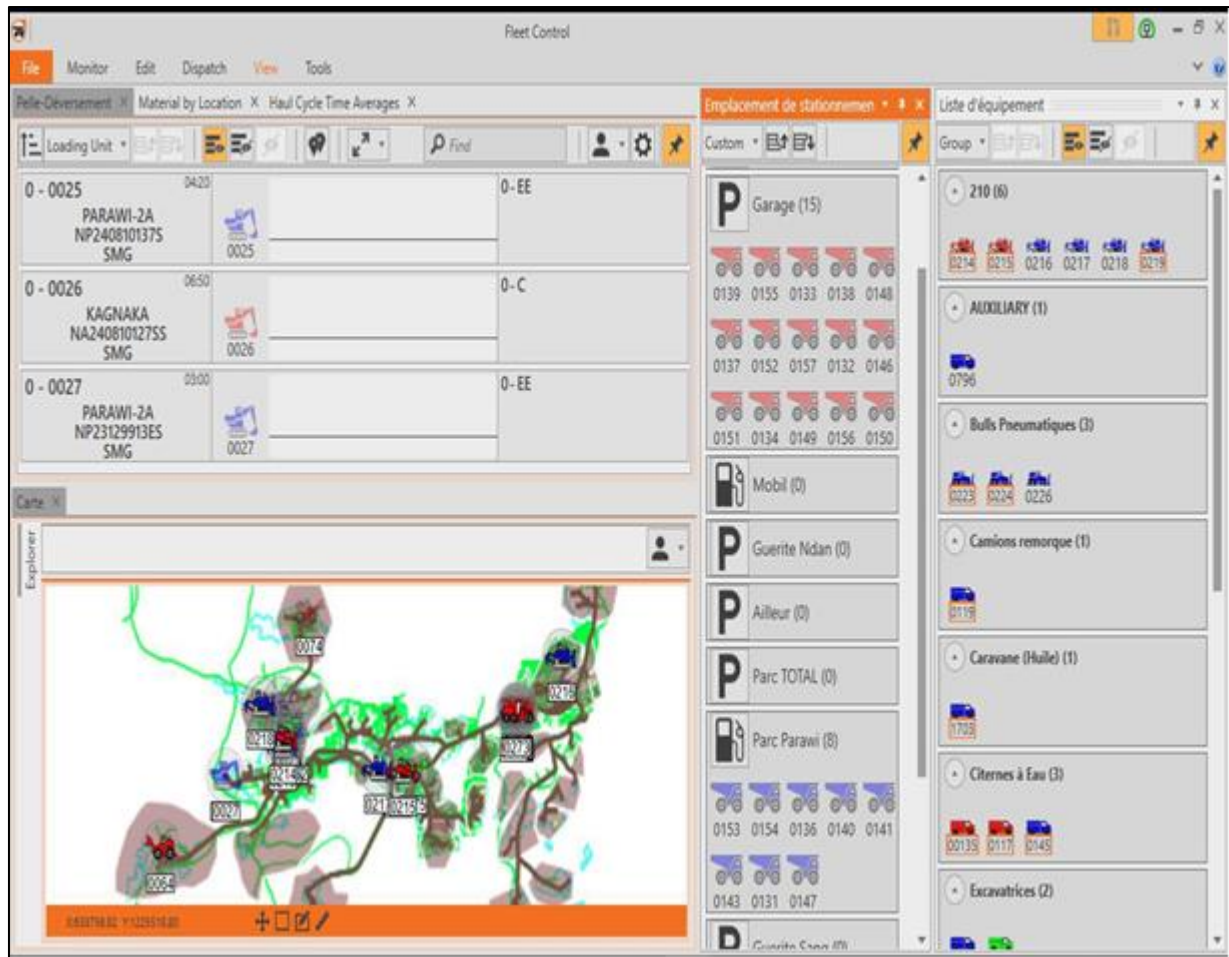 Fleet Control
File Monitor Edit Dispatch View Tools
Pelle-Déversement Material by Location Haul Cycle Time Averages
Loading Unit Find
0 - 0025 04:20 0-EE
PARAWI-2A
NP240810137S
SMG 0025
0 - 0026 06:50 0-C
KAGNAKA
NA240810127SS
SMG 0026
0 - 0027 03:00 0-EE
PARAWI-2A
NP23129913ES
SMG 0027
Carte
Explorer
0074
0216
0218
0273
0027
0215
0064
Emplacement de stationnemen
Custom
P Garage (15)
0139 0155 0133 0138 0148
0137 0152 0157 0132 0146
0151 0134 0149 0156 0150
Mobil (0)
P Guerite Ndan (0)
P Ailleur (0)
P Parc TOTAL (0)
Parc Parawi (8)
0153 0154 0136 0140 0141
0143 0131 0147
Guerite Sang (0)
Liste d'équipement
Group
210 (6)
0214 0215 0216 0217 0218 0219
AUXILIARY (1)
0796
Bulls Pneumatiques (3)
0223 0224 0226
Camions remorque (1)
0119
Caravane (Huile) (1)
1703
Citernes à Eau (3)
00135 0117 0145
Excavatrices (2)